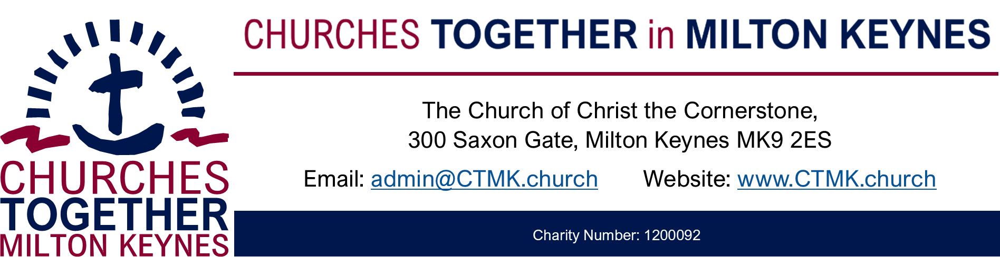 CHURCHES TOGETHER in MILTON KEYNES
The Church of Christ the Cornerstone,
300 Saxon Gate, Milton Keynes MK9 2ES
Email: admin@CTMK.church Website: www.CTMK.church
Charity Number: 1200092
CHURCHES
TOGETHER
MILTON KEYNES